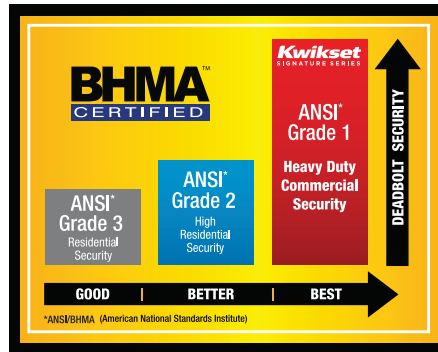 BHMA™
CERTIFIED
Kwikset
SIGNATURE SERIES
ANSI*
Grade 1
Heavy Duty
Commercial
Security
ANSI*
Grade 2
High
Residential
Security
ANSI*
Grade 3
Residential
Security
DEADBOLT SECURITY
GOOD | BETTER | BEST
*ANSI/BHMA (American National Standards Institute)